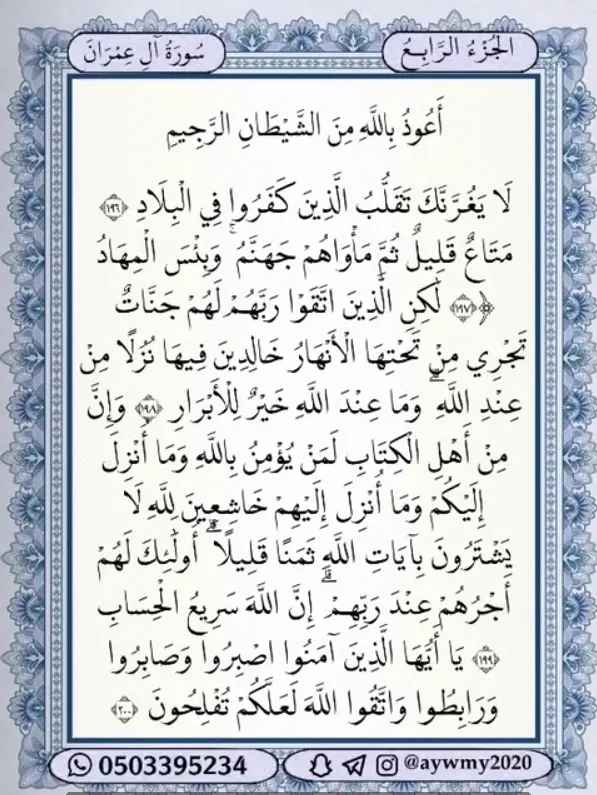 سُورَةُ آلِ عِمْرَانَ
الجُزْءُ الرَّابِعُ
أَعُوذُ بِاللَّهِ مِنَ الشَّيْطَانِ الرَّجِيمِ
لَا يَغُرَّنَّكَ تَقَلُّبُ الَّذِينَ كَفَرُوا فِي الْبِلَادِ ﴿١٩٦﴾
مَتَاعٌ قَلِيلٌ ثُمَّ مَأْوَاهُمْ جَهَنَّمُ ۚ وَبِئْسَ الْمِهَادُ
﴿١٩٧﴾ لَٰكِنِ الَّذِينَ اتَّقَوْا رَبَّهُمْ لَهُمْ جَنَّاتٌ
تَجْرِي مِنْ تَحْتِهَا الْأَنْهَارُ خَالِدِينَ فِيهَا نُزُلًا مِنْ
عِنْدِ اللَّهِ ۗ وَمَا عِنْدَ اللَّهِ خَيْرٌ لِلْأَبْرَارِ ﴿١٩٨﴾ وَإِنَّ
مِنْ أَهْلِ الْكِتَابِ لَمَنْ يُؤْمِنُ بِاللَّهِ وَمَا أُنْزِلَ
إِلَيْكُمْ وَمَا أُنْزِلَ إِلَيْهِمْ خَاشِعِينَ لِلَّهِ لَا
يَشْتَرُونَ بِآيَاتِ اللَّهِ ثَمَنًا قَلِيلًا ۗ أُولَٰئِكَ لَهُمْ
أَجْرُهُمْ عِنْدَ رَبِّهِمْ ۗ إِنَّ اللَّهَ سَرِيعُ الْحِسَابِ
﴿١٩٩﴾ يَا أَيُّهَا الَّذِينَ آمَنُوا اصْبِرُوا وَصَابِرُوا
وَرَابِطُوا وَاتَّقُوا اللَّهَ لَعَلَّكُمْ تُفْلِحُونَ ﴿٢٠٠﴾
0503395234
@aywmy2020